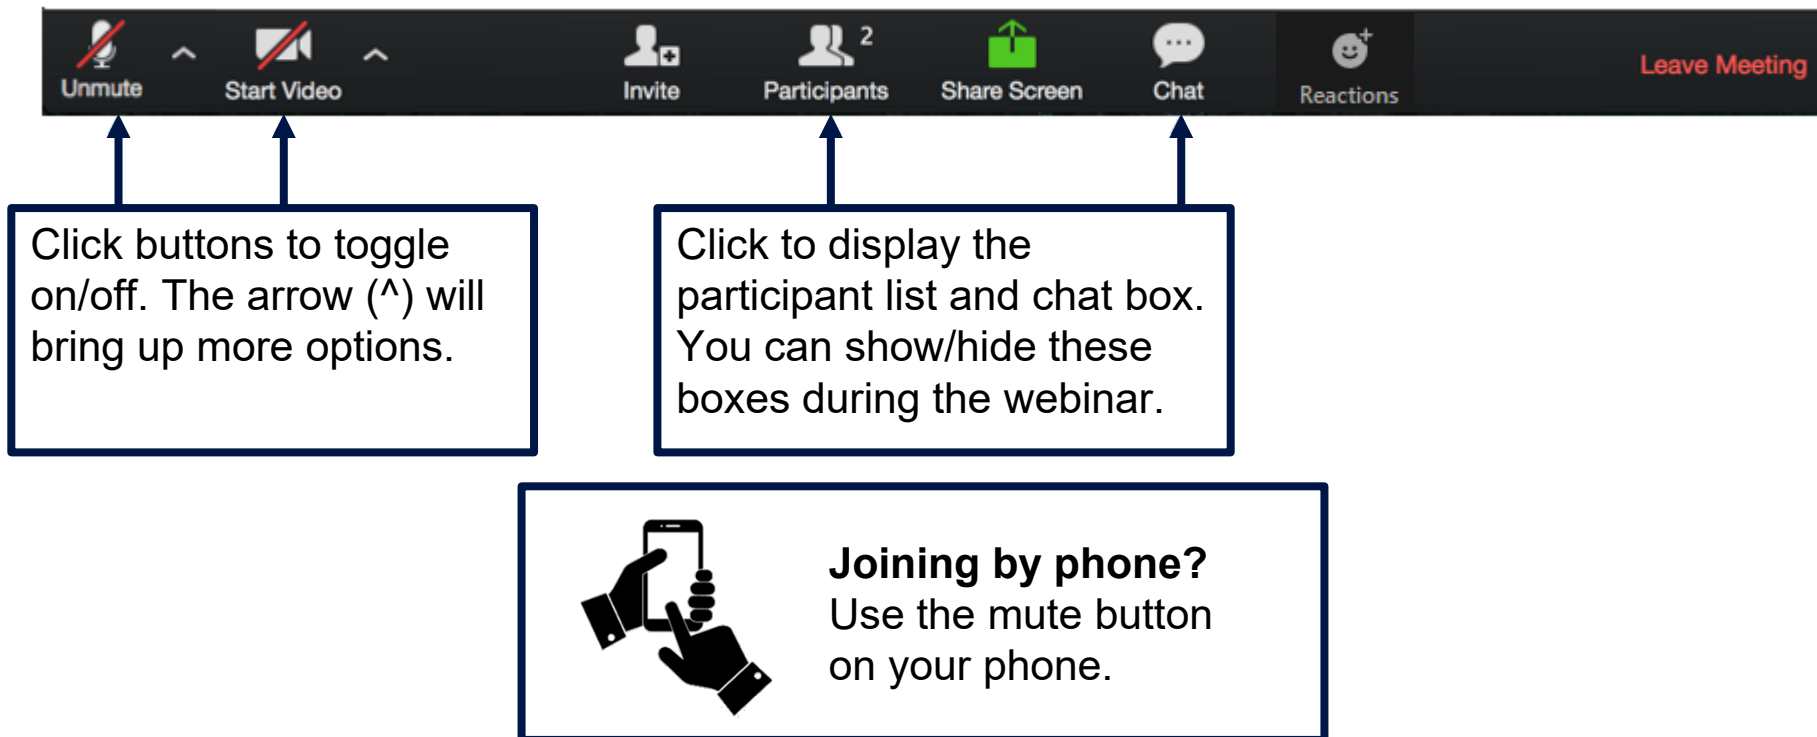 Unmute
Start Video
Invite
Participants
2
Share Screen
Chat
Reactions
Leave Meeting
Click buttons to toggle
on/off. The arrow (^) will
bring up more options.
Click to display the
participant list and chat box.
You can show/hide these
boxes during the webinar.
Joining by phone?
Use the mute button
on your phone.